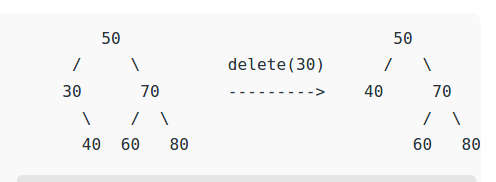 50                              50
/     \      delete(30)      /   \
30      70     --------->    40     70
\    /  \                     /  \
40  60   80                  60   80